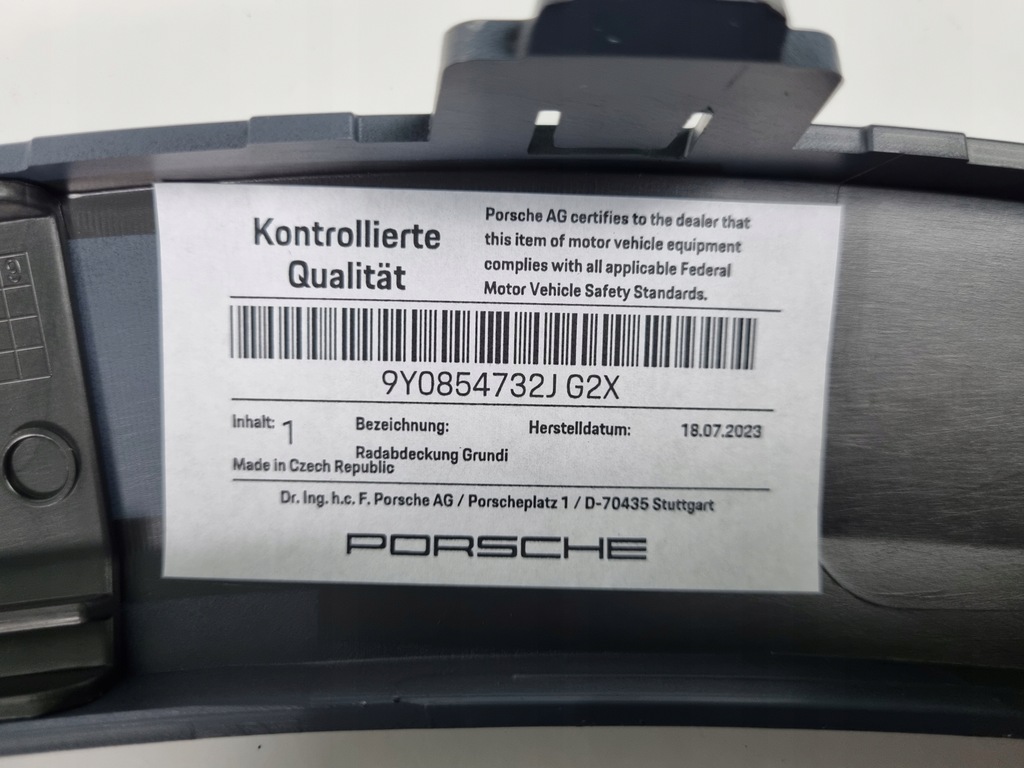 Kontrollierte
Qualität
Porsche AG certifies to the dealer that
this item of motor vehicle equipment
complies with all applicable Federal
Motor Vehicle Safety Standards.
9Y0854732J G2X
Inhalt: 1
Bezeichnung:
Herstelldatum:
18.07.2023
Radabdeckung Grundi
Made in Czech Republic
Dr. Ing. h.c. F. Porsche AG / Porscheplatz 1 / D-70435 Stuttgart
PORSCHE